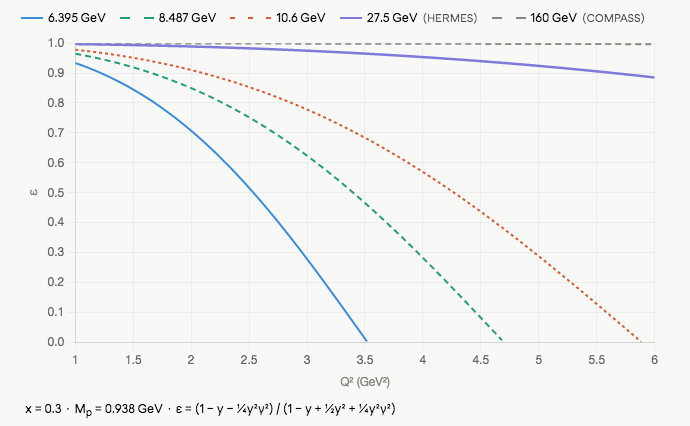 6.395 GeV 8.487 GeV 10.6 GeV 27.5 GeV (HERMES) 160 GeV (COMPASS)
1.0
0.9
0.8
0.7
0.6
ε
0.5
0.4
0.3
0.2
0.1
0.0
1 1.5 2 2.5 3 3.5 4 4.5 5 5.5 6
Q² (GeV²)
x = 0.3 · Mₚ = 0.938 GeV · ε = (1 − y − ¼y²γ²) / (1 − y + ½y² + ¼y²γ²)